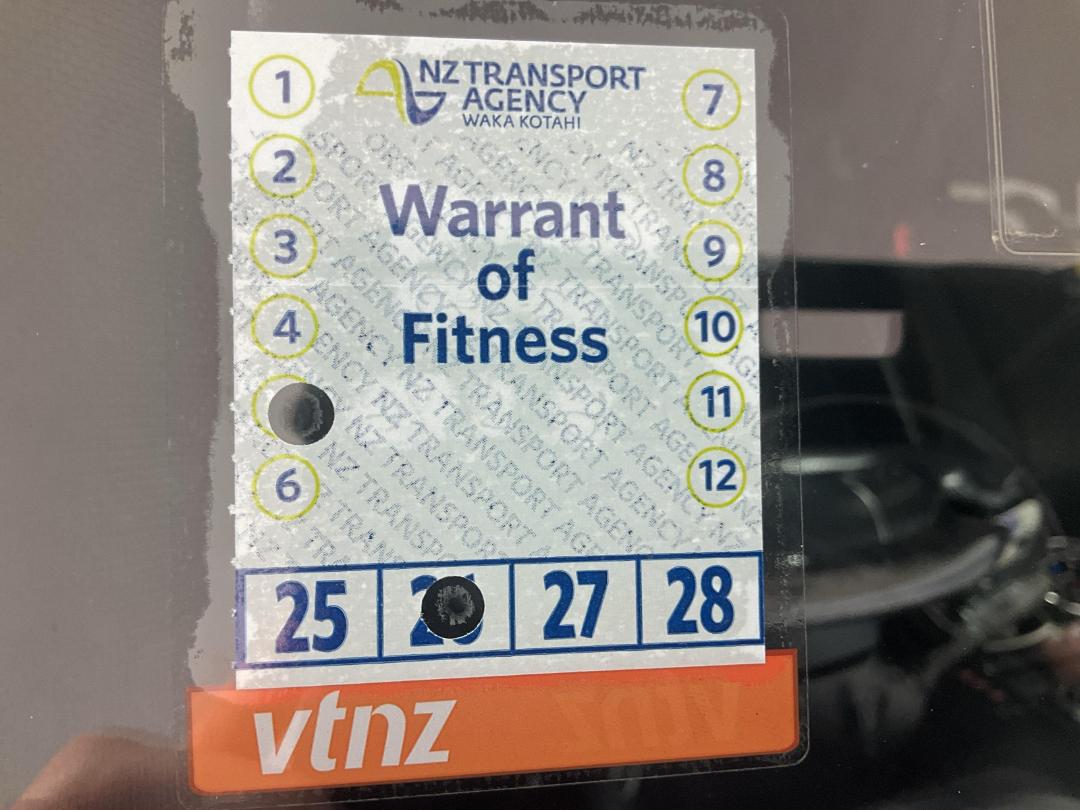 NZ TRANSPORT
AGENCY
WAKA KOTAHI
1
2
3
4
6
7
8
9
10
11
12
Warrant
of
Fitness
25
27
28
vtnz